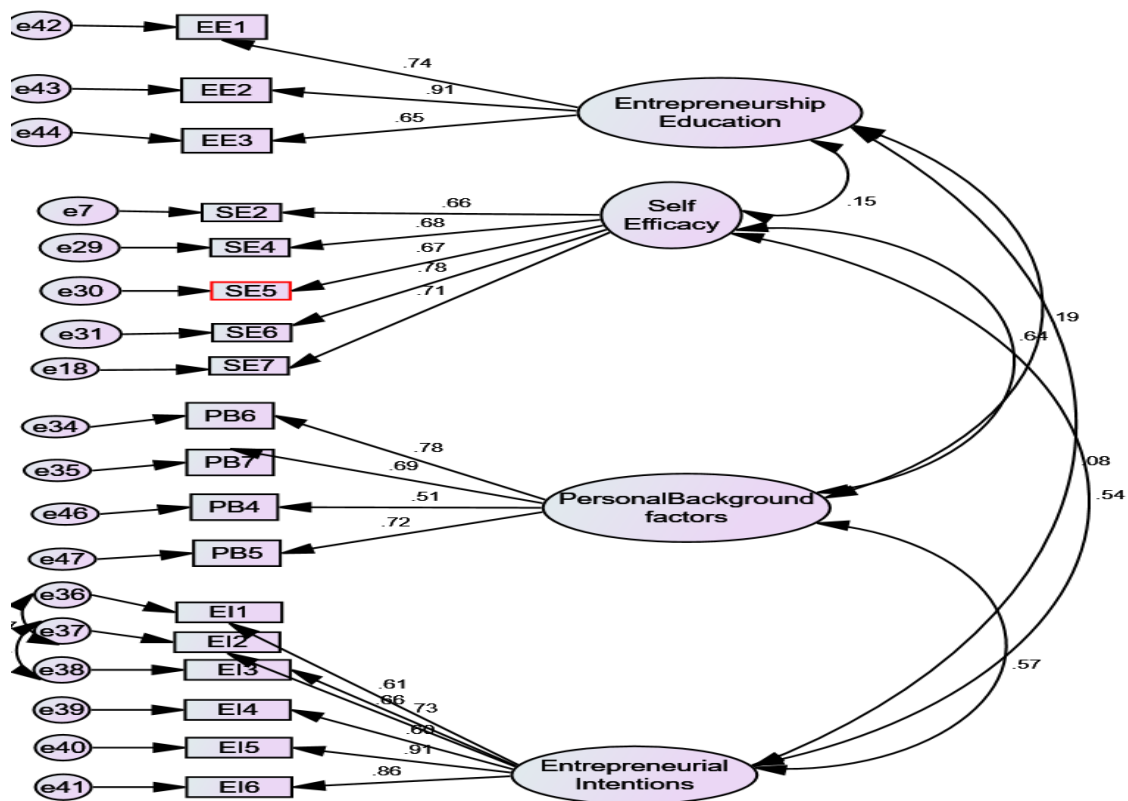 e42
EE1
.74
e43
EE2
.91
Entrepreneurship
Education
e44
EE3
.65
e7
SE2
.66
Self
Efficacy
.15
e29
SE4
.68
e30
SE5
.67
.78
e31
SE6
.71
e18
SE7
.19
.64
e34
PB6
.78
e35
PB7
.69
.08
e46
PB4
.51
PersonalBackground
factors
.54
e47
PB5
.72
e36
EI1
e37
EI2
e38
EI3
.61
.66
.73
.57
e39
EI4
.60
e40
EI5
.91
Entrepreneurial
Intentions
e41
EI6
.86